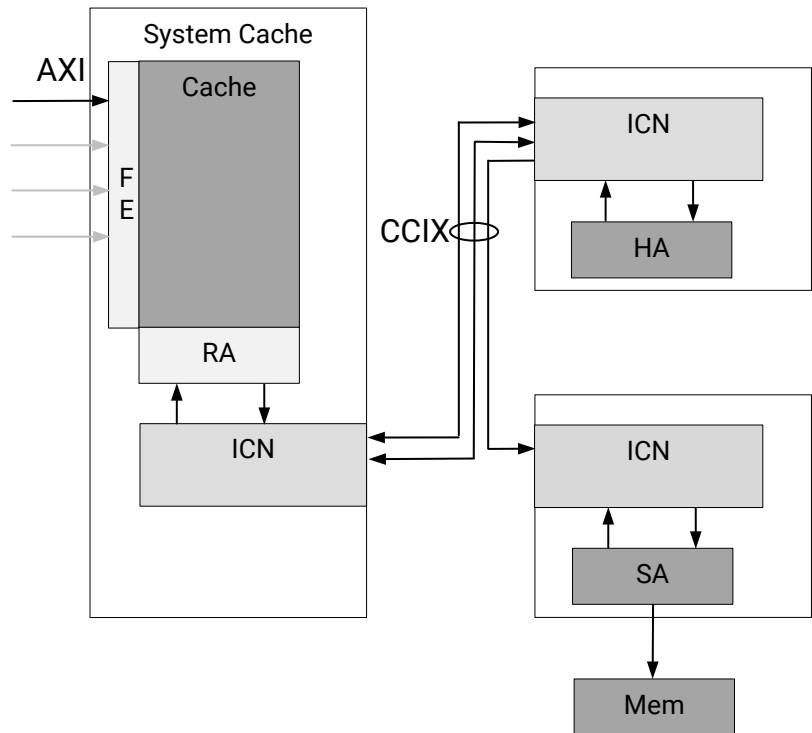 System Cache
AXI
Cache
F
E
RA
ICN
CCIX
ICN
HA
ICN
SA
Mem